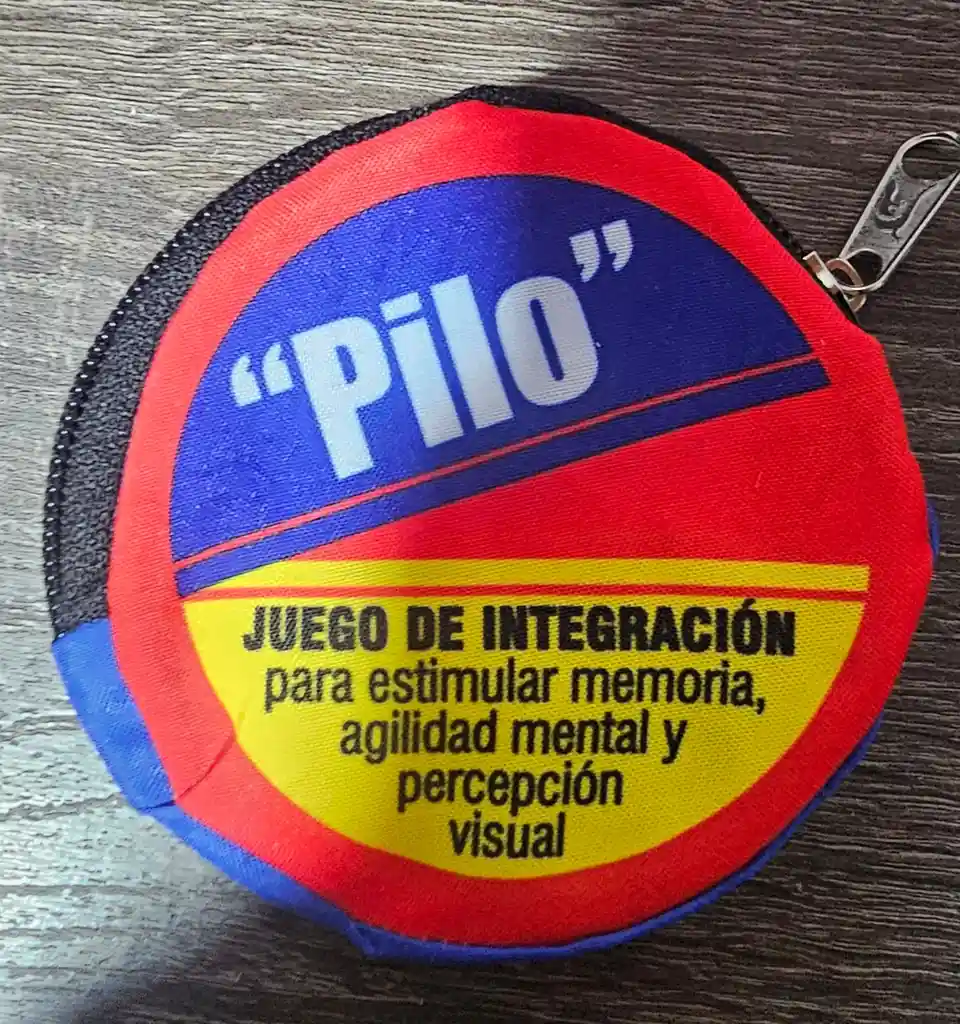 “Pilo”
JUEGO DE INTEGRACIÓN
para estimular memoria,
agilidad mental y
percepción
visual